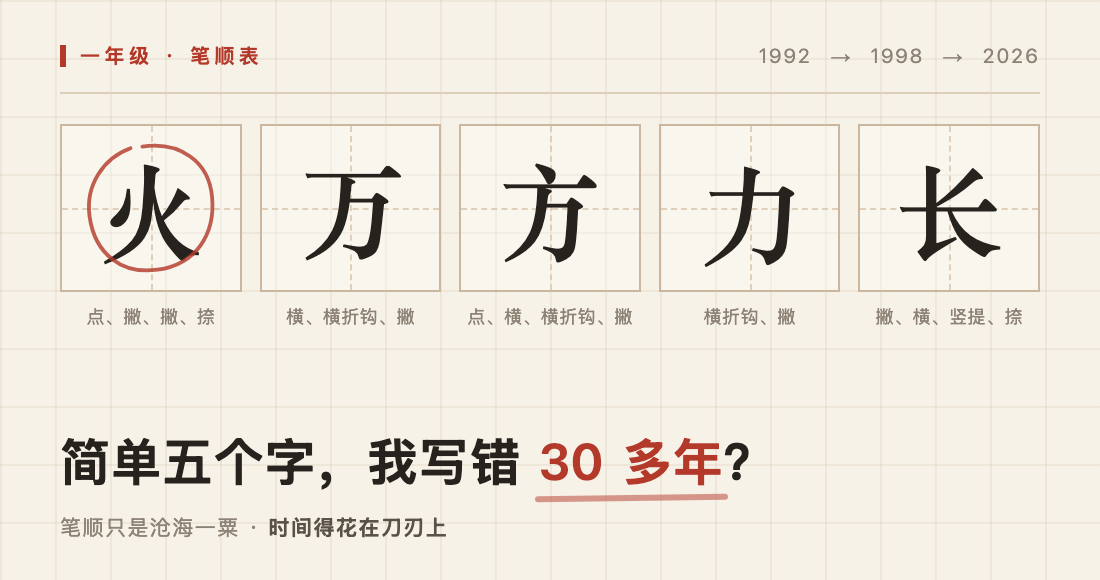 一年级 · 笔顺表
1992 → 1998 → 2026
火 万 方 力 长
点、撇、撇、捺
横、横折钩、撇
点、横、横折钩、撇
横折钩、撇
撇、横、竖提、捺
简单五个字，我写错 30 多年?
笔顺只是沧海一粟 · 时间得花在刀刃上